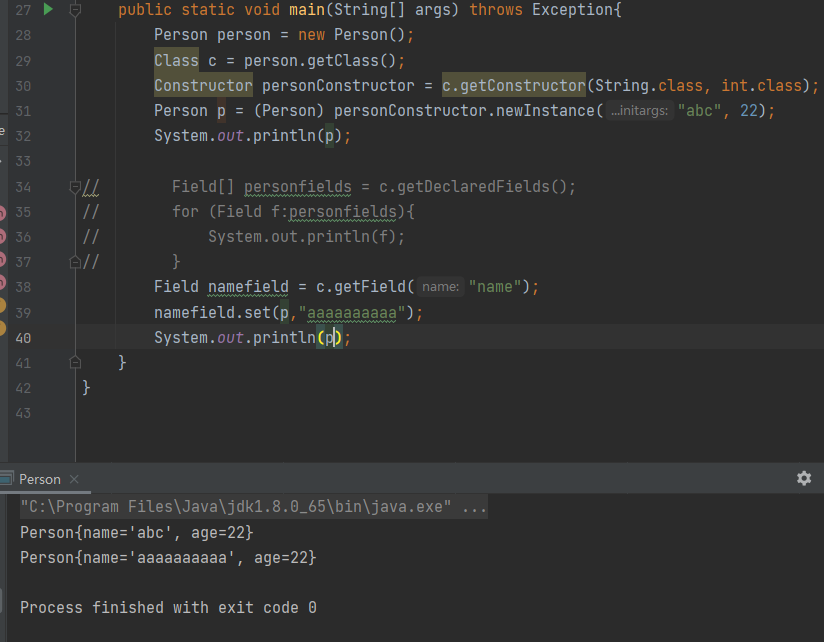 27 public static void main(String[] args) throws Exception{
28 Person person = new Person();
29 Class c = person.getClass();
30 Constructor personConstructor = c.getConstructor(String.class, int.class);
31 Person p = (Person) personConstructor.newInstance( ...initargs: "abc", 22);
32 System.out.println(p);
33
34 // Field[] personfields = c.getDeclaredFields();
35 // for (Field f:personfields){
36 // System.out.println(f);
37 // }
38 Field namefield = c.getField( name: "name");
39 namefield.set(p,"aaaaaaaaaa");
40 System.out.println(p);
41 }
42 }
43
Person
"C:\Program Files\Java\jdk1.8.0_65\bin\java.exe" ...
Person{name='abc', age=22}
Person{name='aaaaaaaaaa', age=22}
Process finished with exit code 0